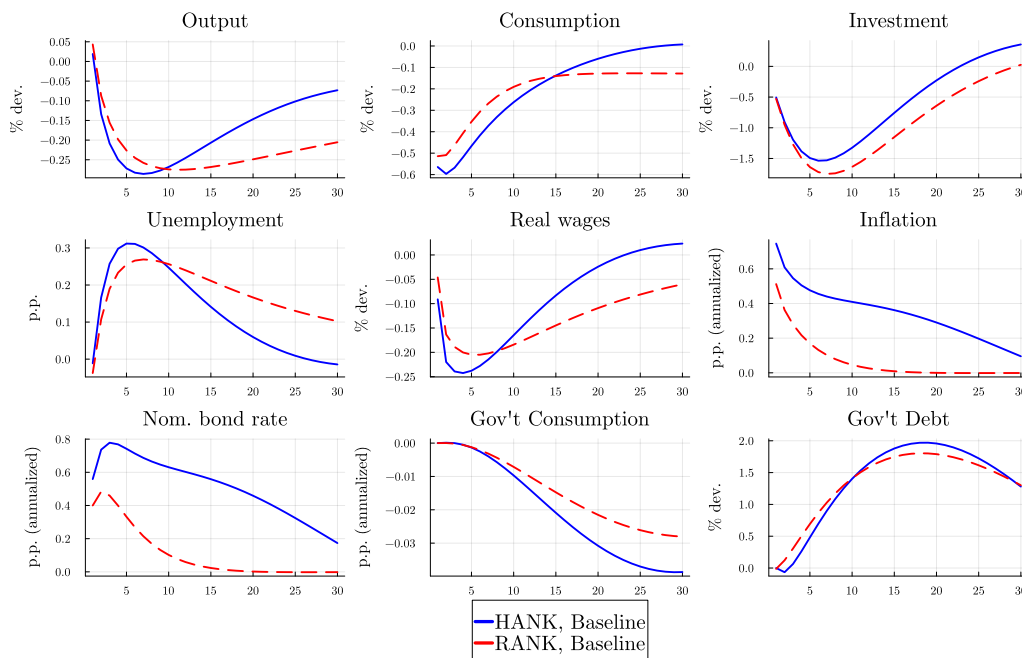 Output
Consumption
Investment
% dev.
0.05
0.00
−0.05
−0.10
−0.15
−0.20
−0.25
5 10 15 20 25 30
% dev.
0.0
−0.1
−0.2
−0.3
−0.4
−0.5
−0.6
5 10 15 20 25 30
% dev.
0.0
−0.5
−1.0
−1.5
5 10 15 20 25 30
Unemployment
Real wages
Inflation
p.p.
0.3
0.2
0.1
0.0
5 10 15 20 25 30
% dev.
0.00
−0.05
−0.10
−0.15
−0.20
−0.25
5 10 15 20 25 30
p.p. (annualized)
0.6
0.4
0.2
0.0
5 10 15 20 25 30
Nom. bond rate
Gov't Consumption
Gov't Debt
p.p. (annualized)
0.8
0.6
0.4
0.2
0.0
5 10 15 20 25 30
p.p. (annualized)
0.00
−0.01
−0.02
−0.03
5 10 15 20 25 30
% dev.
2.0
1.5
1.0
0.5
0.0
5 10 15 20 25 30
HANK, Baseline
RANK, Baseline